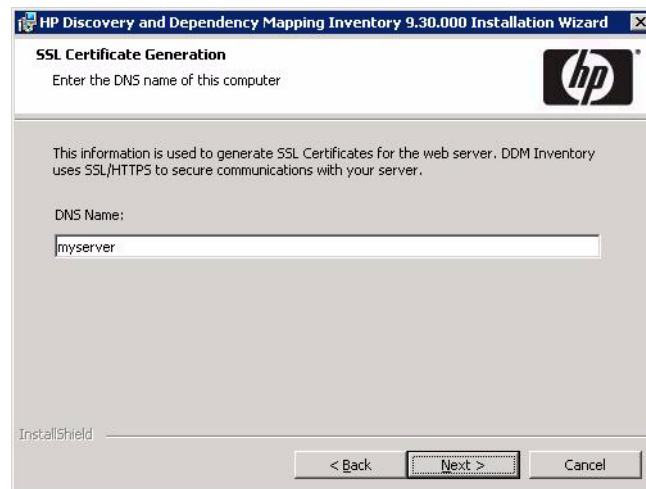 HP Discovery and Dependency Mapping Inventory 9.30.000 Installation Wizard
SSL Certificate Generation
Enter the DNS name of this computer
hp
This information is used to generate SSL Certificates for the web server. DDM Inventory
uses SSL/HTTPS to secure communications with your server.
DNS Name:
myserver
InstallShield
< Back
Next >
Cancel